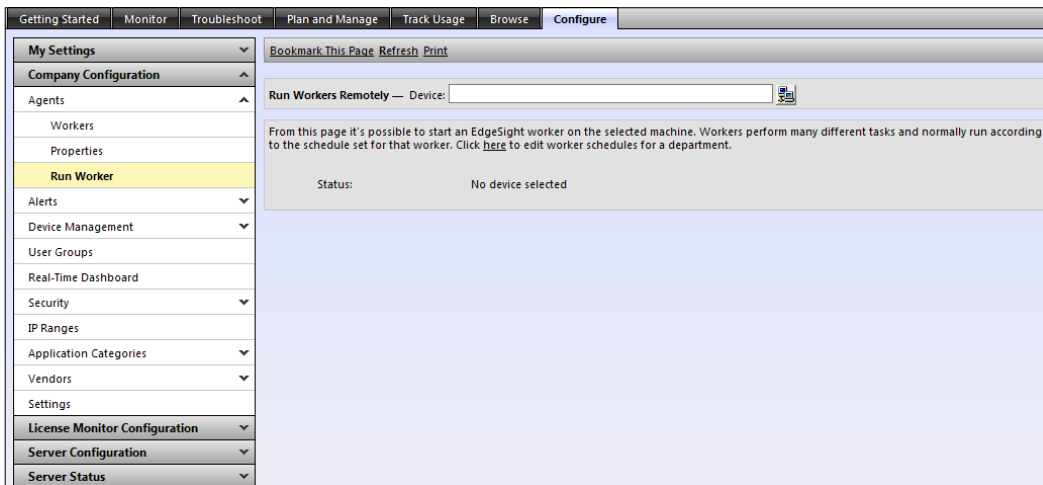 Getting Started Monitor Troubleshoot Plan and Manage Track Usage Browse Configure
My Settings
Company Configuration
Agents
Workers
Properties
Run Worker
Alerts
Device Management
User Groups
Real-Time Dashboard
Security
IP Ranges
Application Categories
Vendors
Settings
License Monitor Configuration
Server Configuration
Server Status
Bookmark This Page Refresh Print
Run Workers Remotely — Device:
From this page it's possible to start an EdgeSight worker on the selected machine. Workers perform many different tasks and normally run according
to the schedule set for that worker. Click here to edit worker schedules for a department.
Status: No device selected